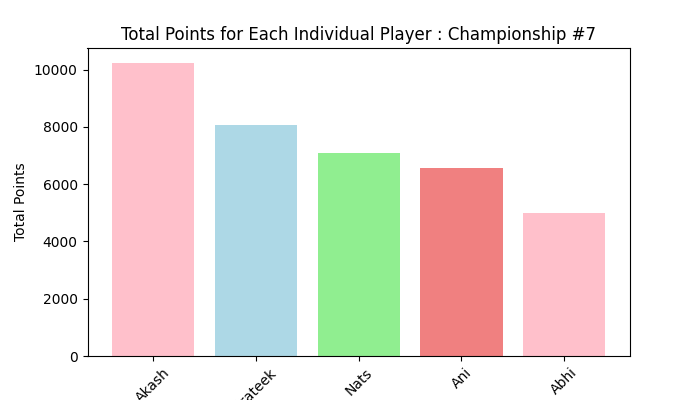 Total Points for Each Individual Player : Championship #7
10000
8000
6000
4000
2000
0
Total Points
Akash
Nats
Ani
Abhi